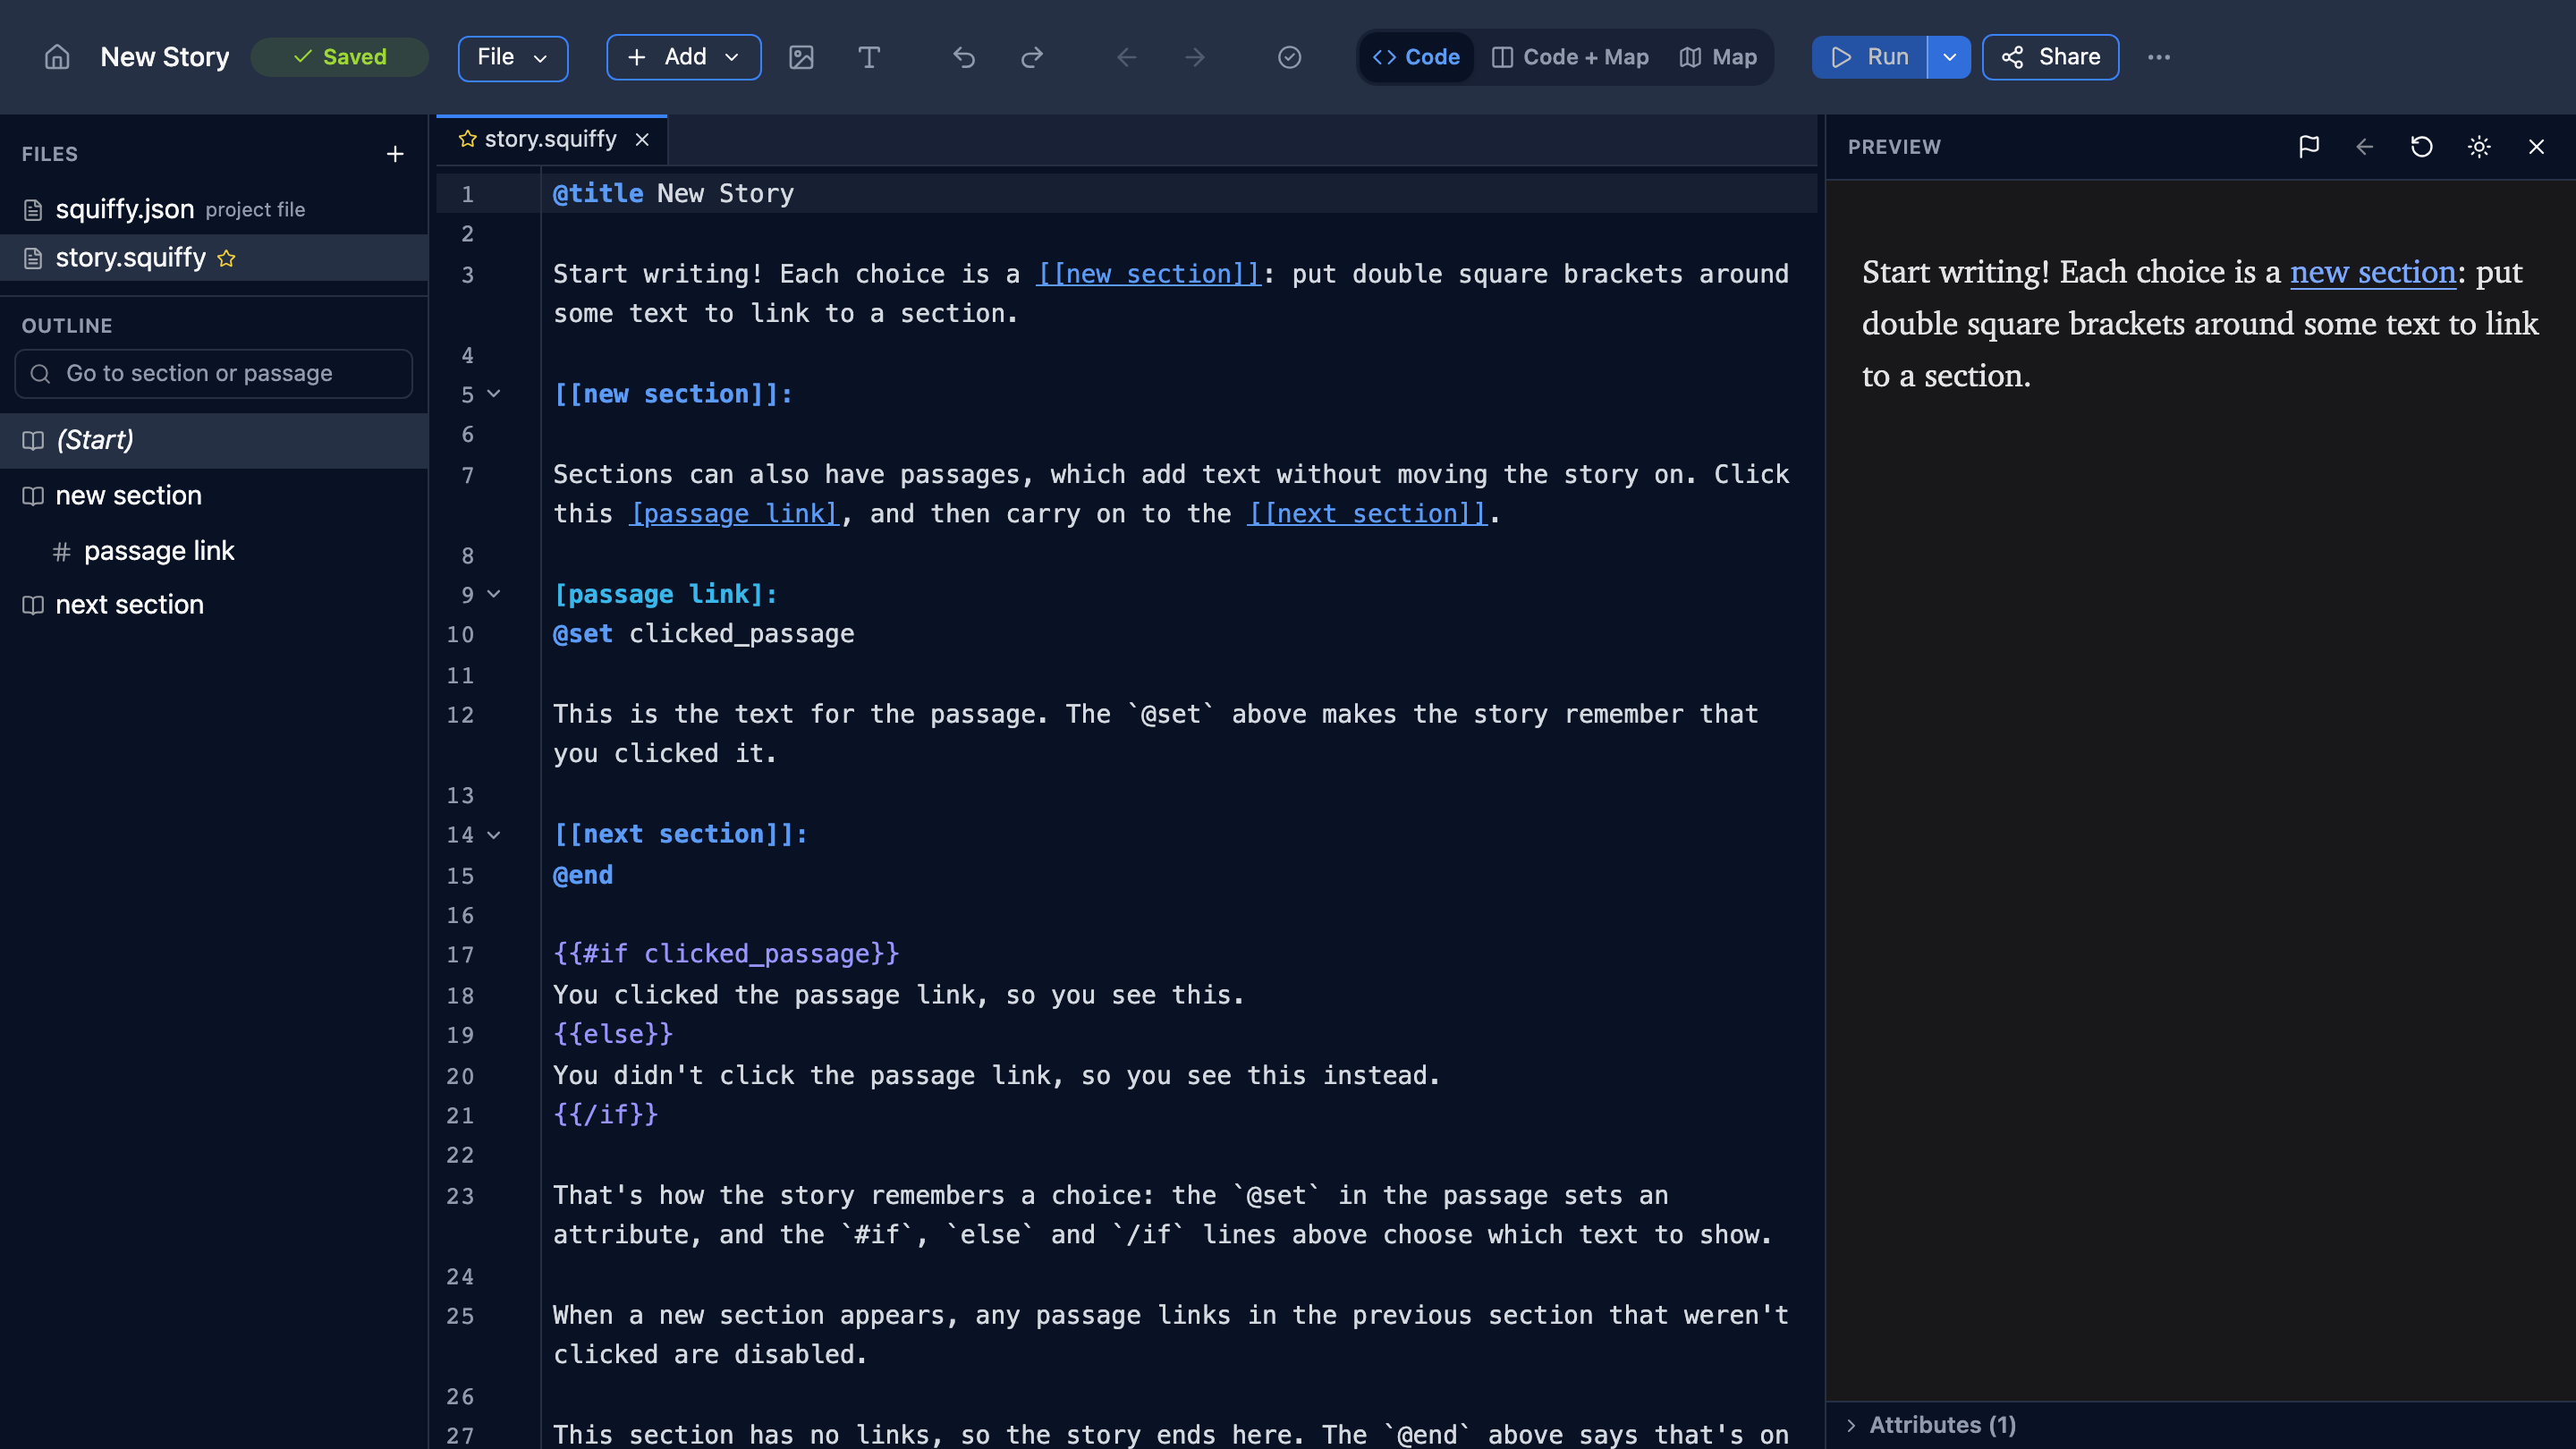 New Story
Saved
File
Add
Code
Code + Map
Map
Run
Share
FILES
squiffy.json project file
story.squiffy
OUTLINE
Go to section or passage
(Start)
new section
# passage link
next section
story.squiffy
1 @title New Story
2
3 Start writing! Each choice is a [[new section]]: put double square brackets around
some text to link to a section.
4
5 [[new section]]:
6
7 Sections can also have passages, which add text without moving the story on. Click
this [passage link], and then carry on to the [[next section]].
8
9 [passage link]:
10 @set clicked_passage
11
12 This is the text for the passage. The `@set` above makes the story remember that
you clicked it.
13
14 [[next section]]:
15 @end
16
17 {{#if clicked_passage}}
18 You clicked the passage link, so you see this.
19 {{else}}
20 You didn't click the passage link, so you see this instead.
21 {{/if}}
22
23 That's how the story remembers a choice: the `@set` in the passage sets an
attribute, and the `#if`, `else` and `/if` lines above choose which text to show.
24
25 When a new section appears, any passage links in the previous section that weren't
clicked are disabled.
26
27 This section has no links, so the story ends here. The `@end` above says that's on
PREVIEW
Start writing! Each choice is a new section: put
double square brackets around some text to link
to a section.
Attributes (1)